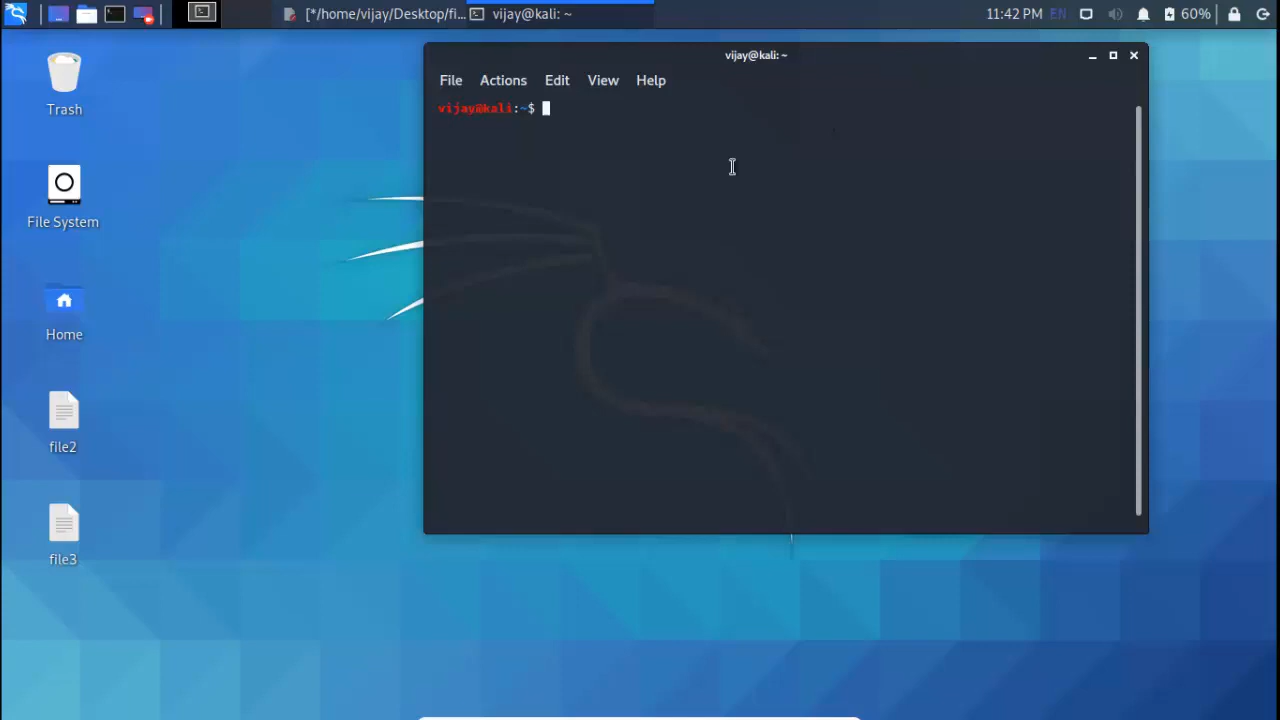 [*/home/vijay/Desktop/fi... vijay@kali: ~ 11:42 PM EN 60%
vijay@kali: ~
File Actions Edit View Help
vijay@kali:~$
Trash
File System
Home
file2
file3